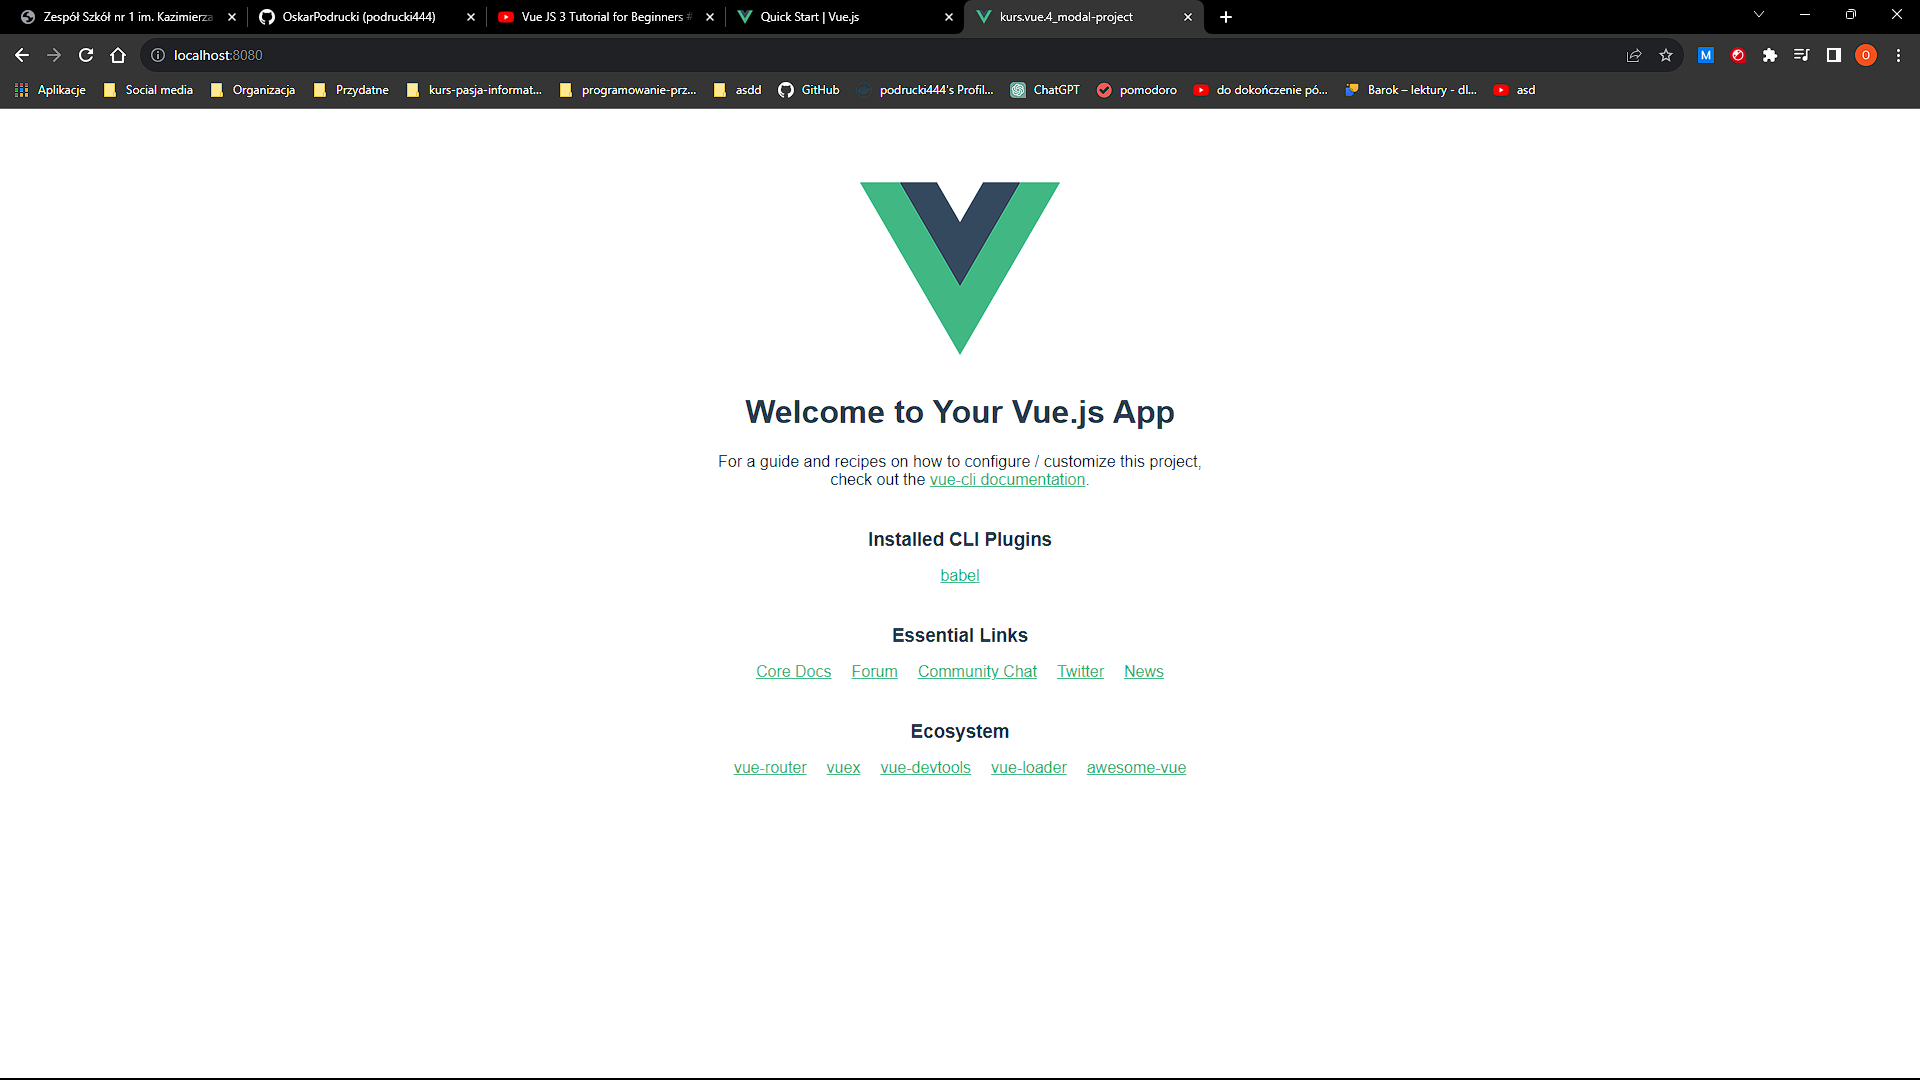 Zespół Szkół nr 1 im. Kazimierza
OskarPodrucki (podrucki444)
Vue JS 3 Tutorial for Beginners #
Quick Start | Vue.js
kurs.vue.4_modal-project
localhost:8080
M
O
Aplikacje
Social media
Organizacja
Przydatne
kurs-pasja-informat...
programowanie-prz...
asdd
GitHub
podrucki444's Profil...
ChatGPT
pomodoro
do dokończenie pó...
Barok – lektury - dl...
asd
Welcome to Your Vue.js App
For a guide and recipes on how to configure / customize this project,
check out the vue-cli documentation.
Installed CLI Plugins
babel
Essential Links
Core Docs Forum Community Chat Twitter News
Ecosystem
vue-router vuex vue-devtools vue-loader awesome-vue